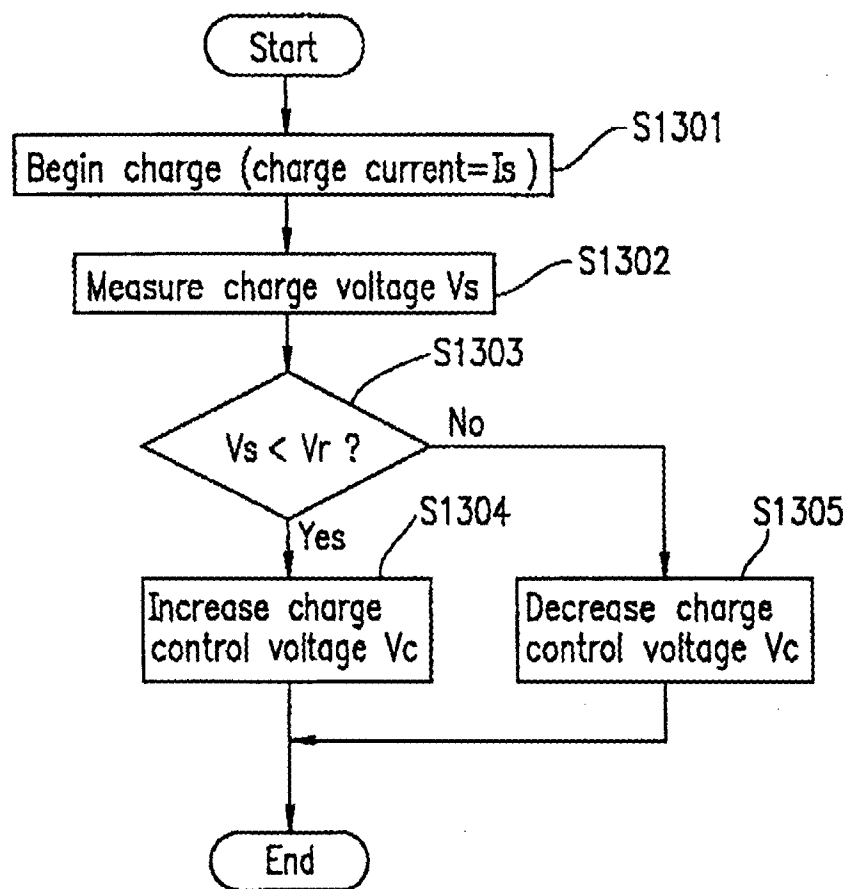 Start
S1301
Begin charge (charge current=Is)
S1302
Measure charge voltage Vs
S1303
Vs < Vr ?
No
Yes
S1304
S1305
Increase charge
control voltage Vc
Decrease charge
control voltage Vc
End